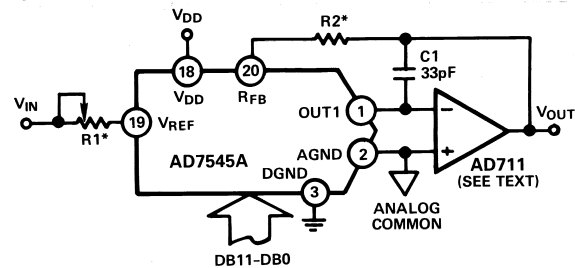 VDD
R2*
C1
33pF
18
VDD
20
RFB
VIN
R1*
19
VREF
OUT1
1
−
AD7545A
AGND
2
+
VOUT
AD711
(SEE TEXT)
DGND
3
ANALOG
COMMON
DB11–DB0